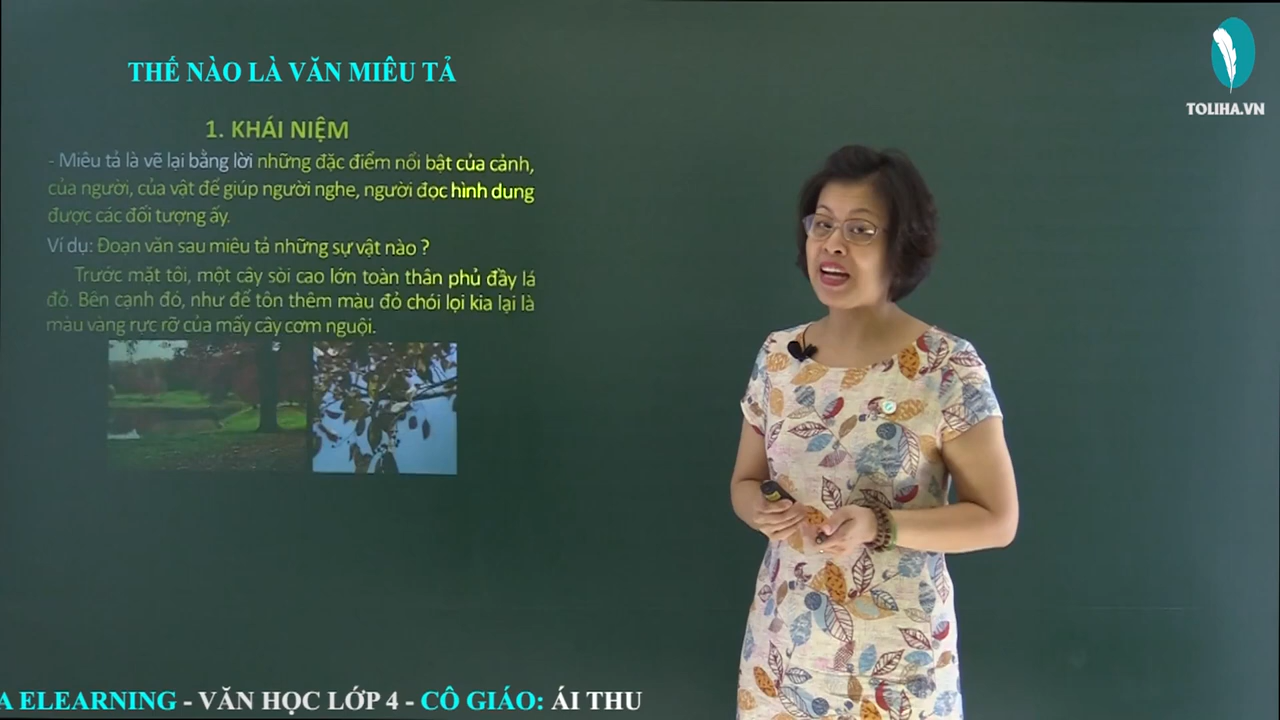 THẾ NÀO LÀ VĂN MIÊU TẢ
TOLIHA.VN
1. KHÁI NIỆM
- Miêu tả là vẽ lại bằng lời những đặc điểm nổi bật của cảnh,
của người, của vật để giúp người nghe, người đọc hình dung
được các đối tượng ấy.
Ví dụ: Đoạn văn sau miêu tả những sự vật nào ?
Trước mặt tôi, một cây sòi cao lớn toàn thân phủ đầy lá
đỏ. Bên cạnh đó, như để tôn thêm màu đỏ chói lọi kia lại là
màu vàng rực rỡ của mấy cây cơm nguội.
A ELEARNING - VĂN HỌC LỚP 4 - CÔ GIÁO: ÁI THU